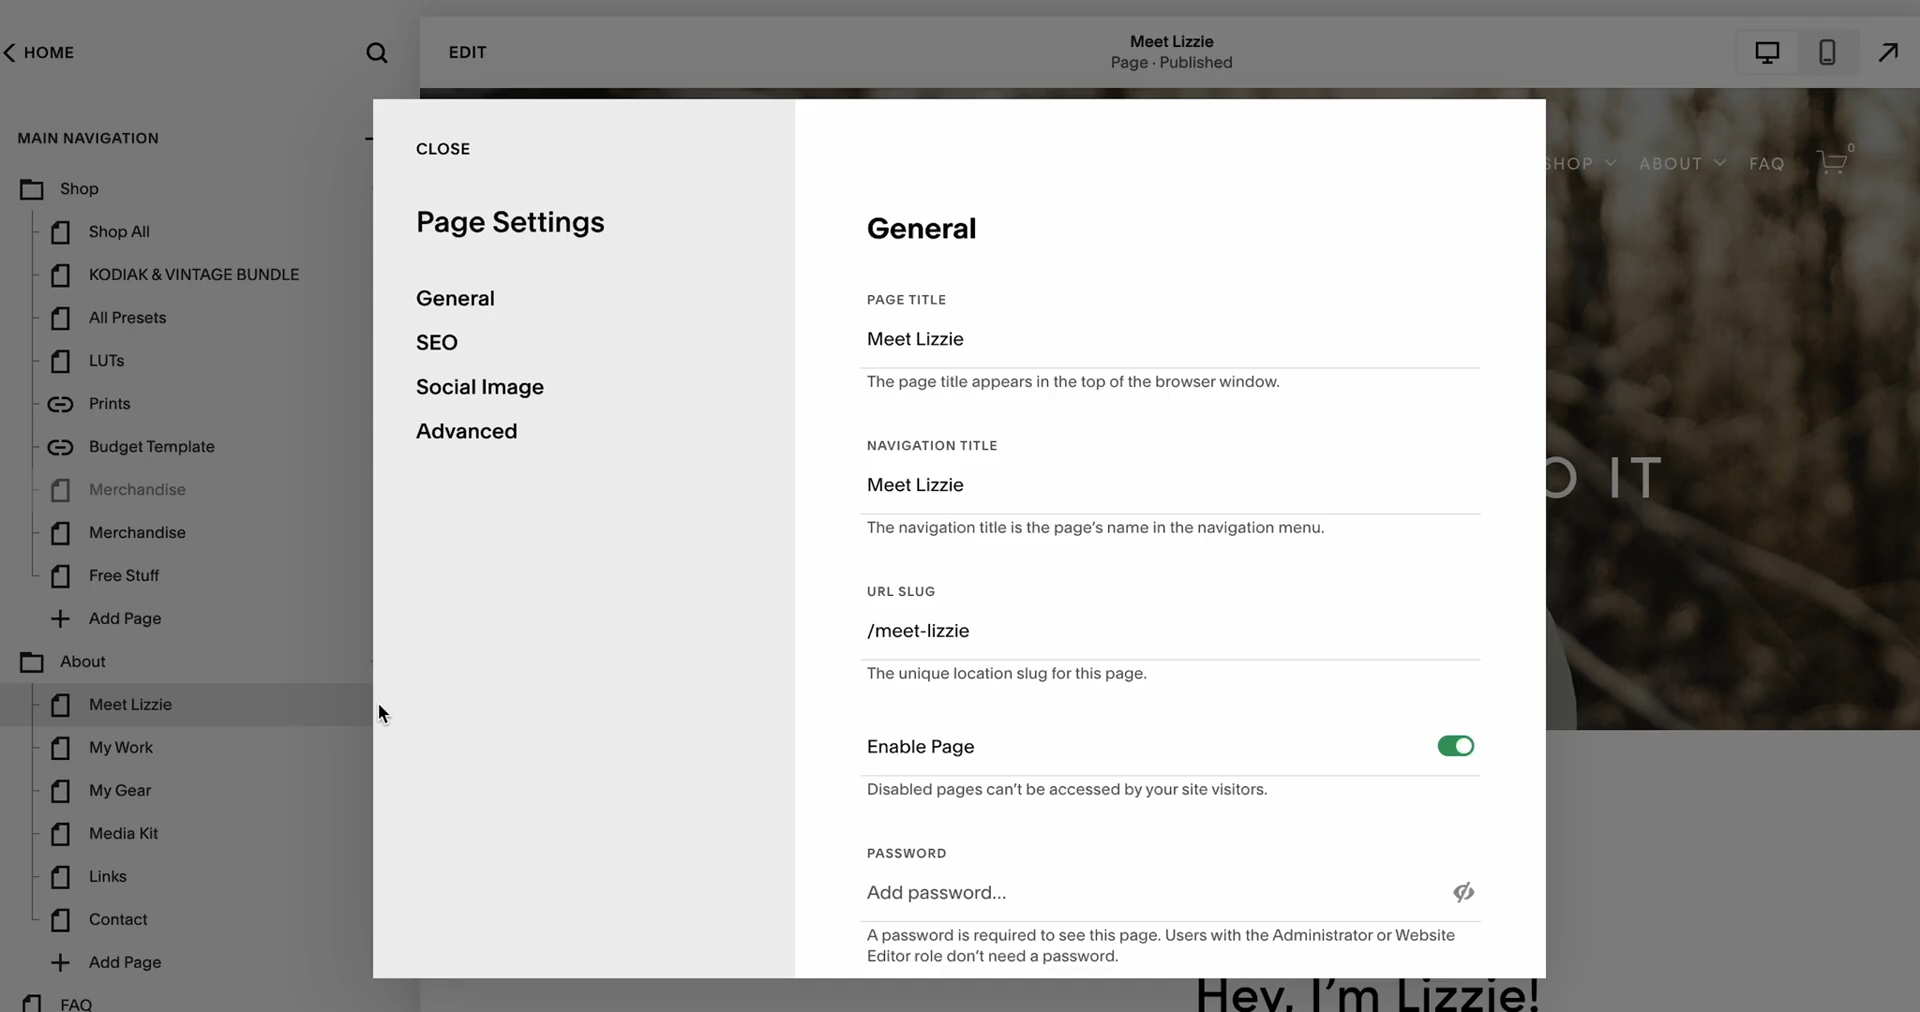 HOME
EDIT
Meet Lizzie
Page · Published
MAIN NAVIGATION
Shop
Shop All
KODIAK & VINTAGE BUNDLE
All Presets
LUTs
Prints
Budget Template
Merchandise
Merchandise
Free Stuff
Add Page
About
Meet Lizzie
My Work
My Gear
Media Kit
Links
Contact
Add Page
FAQ
CLOSE
Page Settings
General
SEO
Social Image
Advanced
General
PAGE TITLE
Meet Lizzie
The page title appears in the top of the browser window.
NAVIGATION TITLE
Meet Lizzie
The navigation title is the page’s name in the navigation menu.
URL SLUG
/meet-lizzie
The unique location slug for this page.
Enable Page
Disabled pages can’t be accessed by your site visitors.
PASSWORD
Add password...
A password is required to see this page. Users with the Administrator or Website
Editor role don’t need a password.
SHOP ABOUT FAQ 0
O IT
Hey, I’m Lizzie!